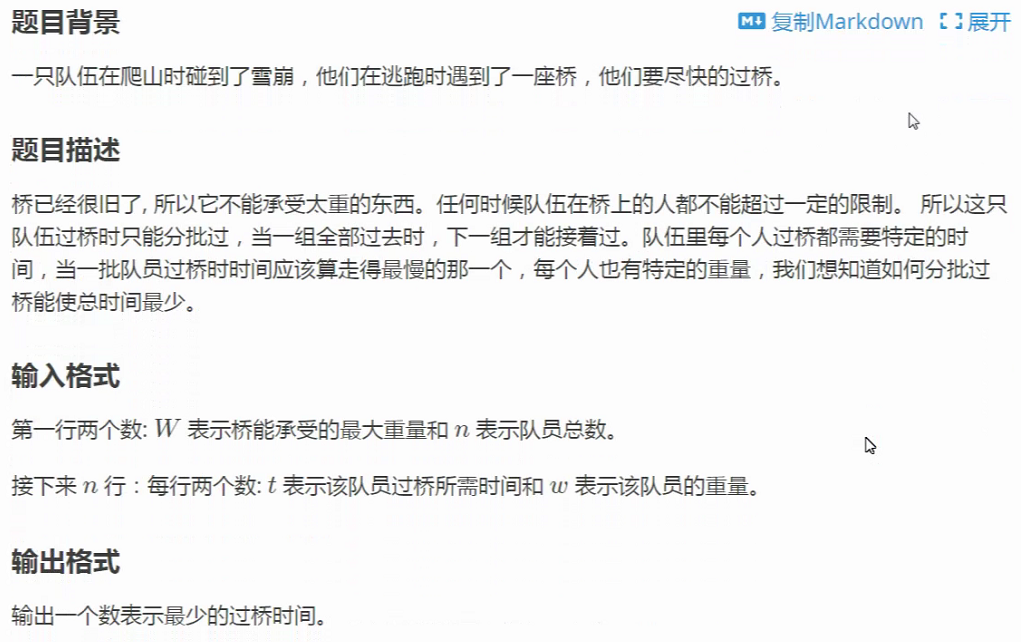 题目背景
M↓ 复制Markdown 展开
一只队伍在爬山时碰到了雪崩，他们在逃跑时遇到了一座桥，他们要尽快的过桥。
题目描述
桥已经很旧了, 所以它不能承受太重的东西。任何时候队伍在桥上的人都不能超过一定的限制。 所以这只
队伍过桥时只能分批过，当一组全部过去时，下一组才能接着过。队伍里每个人过桥都需要特定的时
间，当一批队员过桥时时间应该算走得最慢的那一个，每个人也有特定的重量，我们想知道如何分批过
桥能使总时间最少。
输入格式
第一行两个数: W 表示桥能承受的最大重量和 n 表示队员总数。
接下来 n 行：每行两个数: t 表示该队员过桥所需时间和 w 表示该队员的重量。
输出格式
输出一个数表示最少的过桥时间。